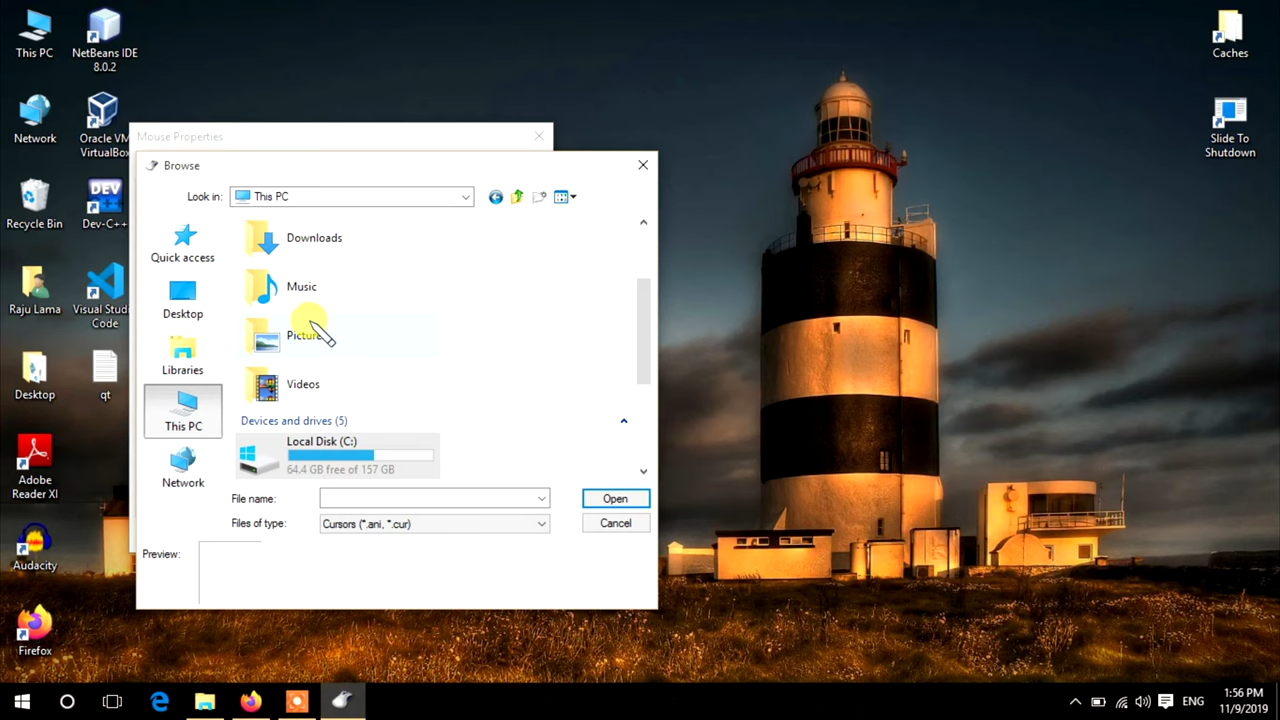 This PC
NetBeans IDE
8.0.2
Caches
Network
Oracle VM
VirtualBox
Slide To
Shutdown
Recycle Bin
Dev-C++
Raju Lama
Visual Studio
Code
Desktop
qt
Adobe
Reader XI
Audacity
Firefox
Mouse Properties
Browse
Look in:
This PC
Quick access
Desktop
Libraries
This PC
Network
Downloads
Music
Pictures
Videos
Devices and drives (5)
Local Disk (C:)
64.4 GB free of 157 GB
File name:
Open
Files of type:
Cursors (*.ani, *.cur)
Cancel
Preview:
ENG
1:56 PM
11/9/2019